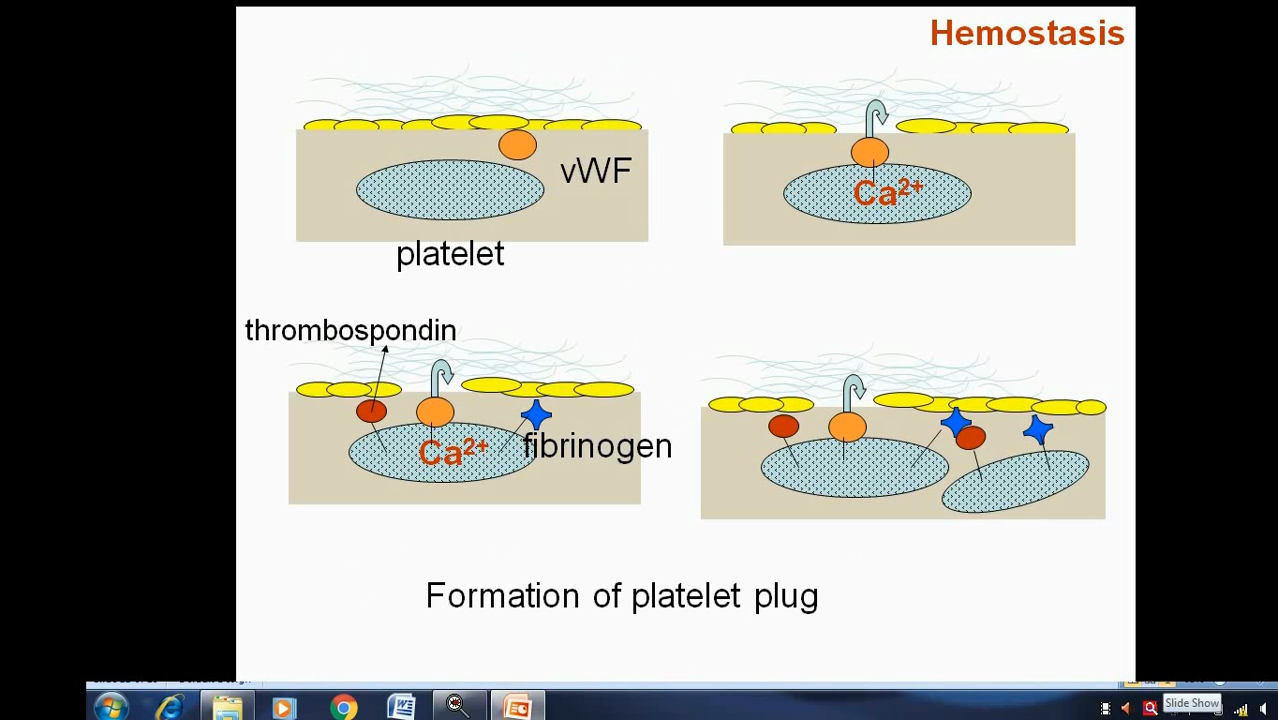 Hemostasis
vWF
platelet
Ca2+
thrombospondin
Ca2+
fibrinogen
Formation of platelet plug
Slide Show